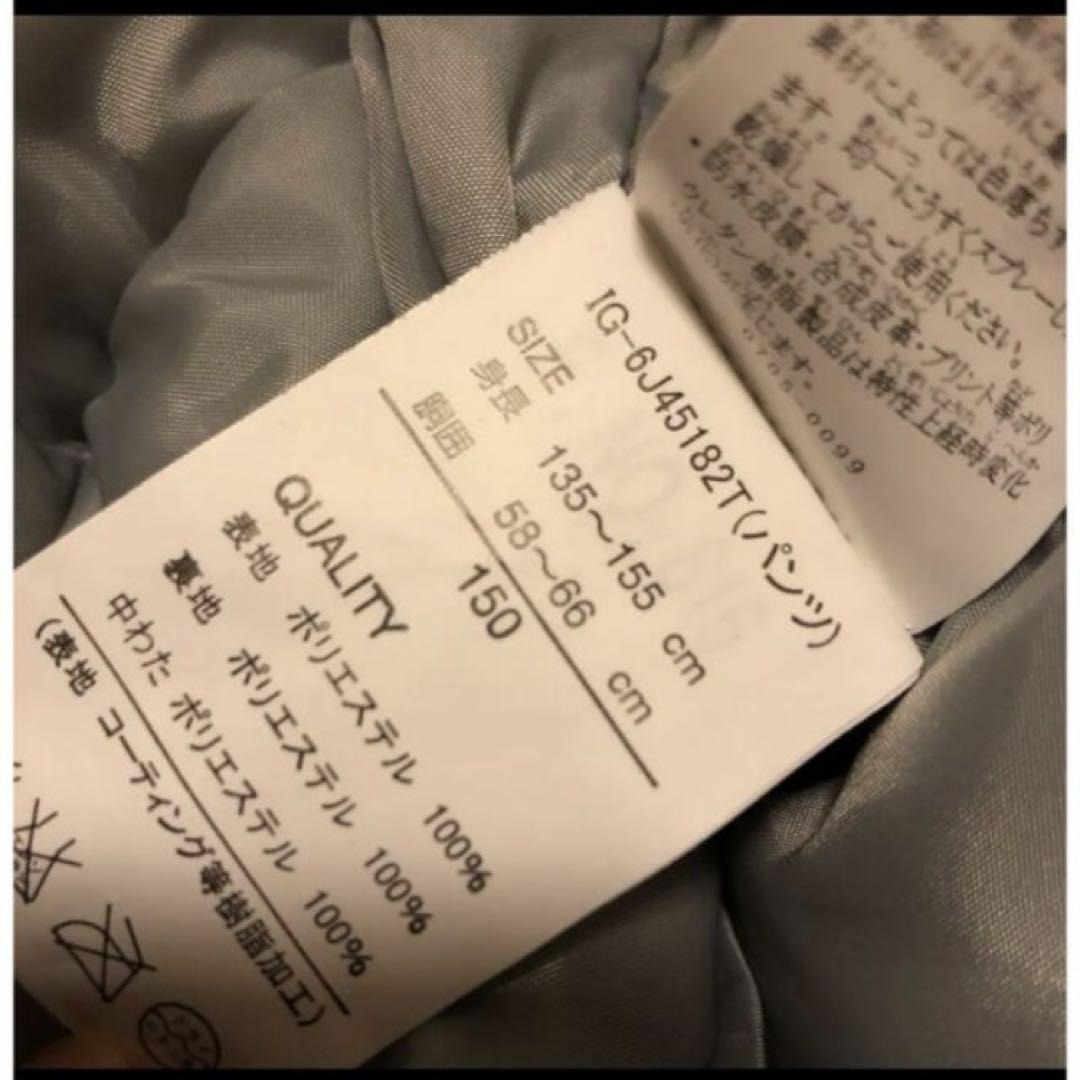 IG-6J45182T(パンツ)
SIZE 150
身長 135～155 cm
胴囲 58～66 cm
QUALITY
表地 ポリエステル 100%
裏地 ポリエステル 100%
中わた ポリエステル 100%
(表地 コーティング等樹脂加工)
素材によっては色落ちす
ます。均一にうすくスプレーし
乾燥してからご使用ください。
・防水皮膜・合成皮革・プリント等ポリ
ウレタン樹脂製品は特性上経時変化
0705-0099